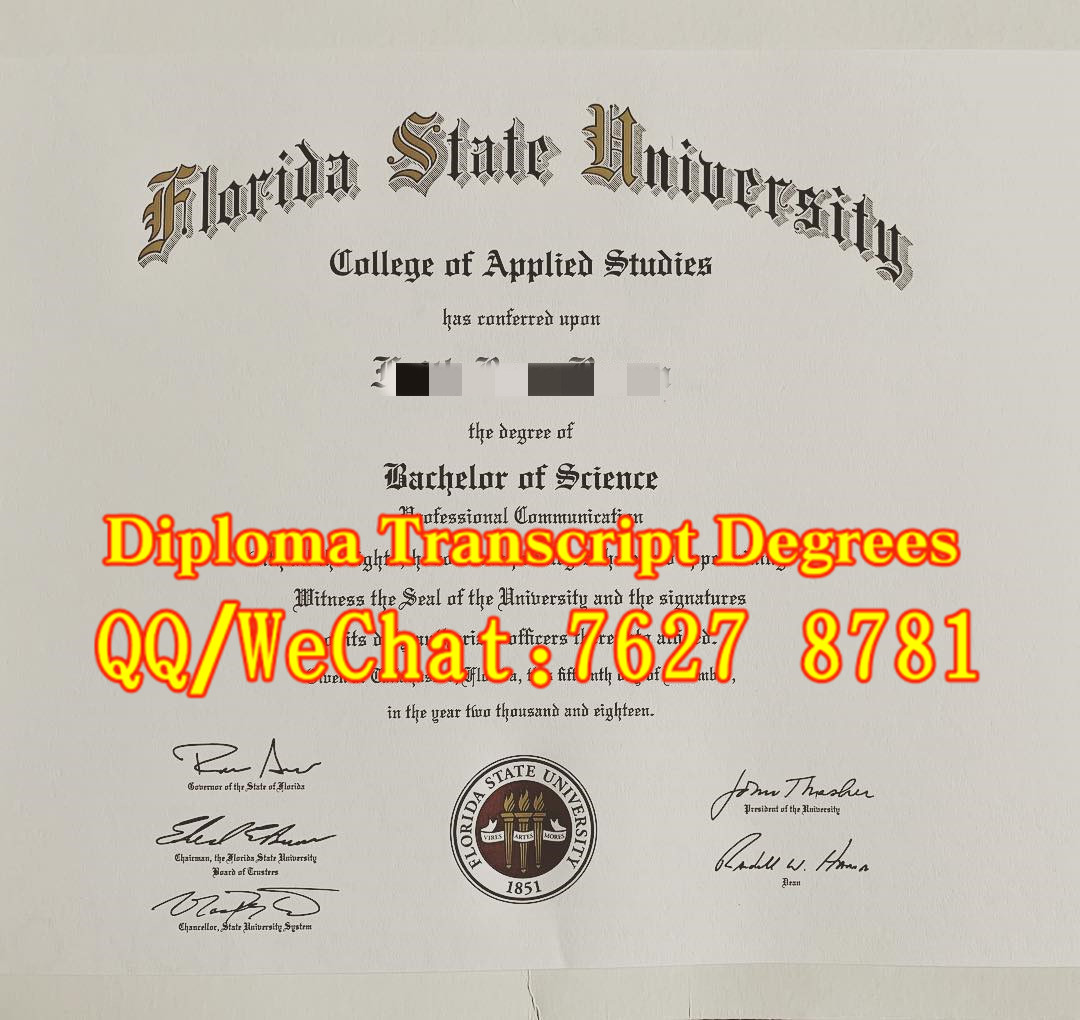 Florida State University
College of Applied Studies
has conferred upon
the degree of
Bachelor of Science
Professional Communication
Diploma Transcript Degrees
Witness the Seal of the University and the signatures
QQ/WeChat:7627 8781
in the year two thousand and eighteen.
Governor of the State of Florida
Chairman, the Florida State University
Board of Trustees
Chancellor, State University System
FLORIDA STATE UNIVERSITY
VIRES ARTES MORES
1851
John Thrasher
President of the University
Dean